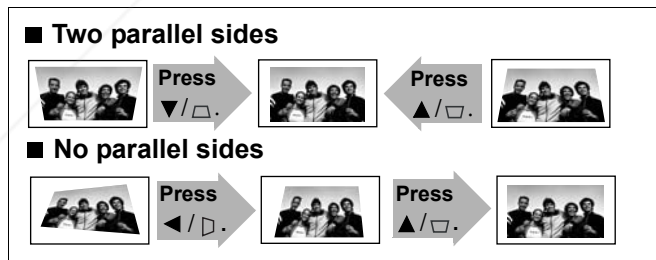 ■ Two parallel sides
Press
▼/⏢.
Press
▲/▽.
■ No parallel sides
Press
◀/▷.
Press
▲/▽.